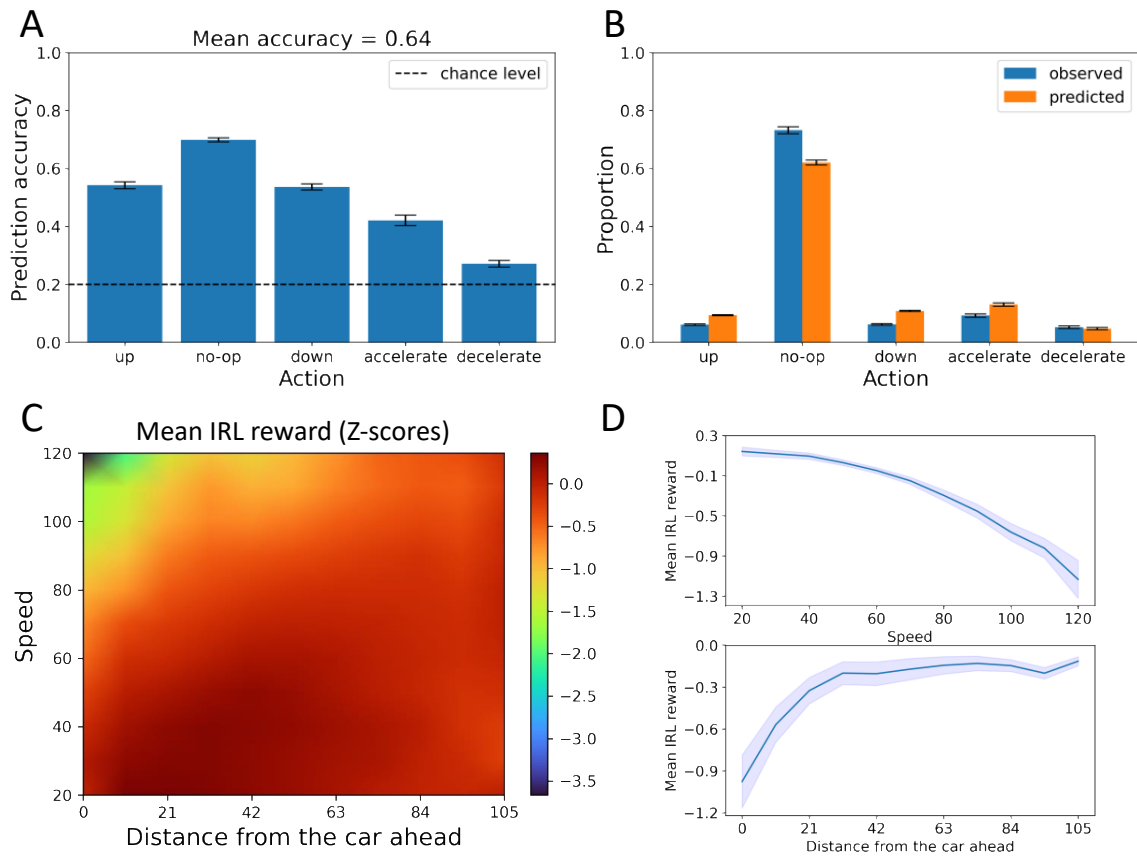 A
Mean accuracy = 0.64
1.0
0.8
0.6
0.4
0.2
0.0
Prediction accuracy
chance level
up
no-op
down
accelerate
decelerate
Action
B
1.0
0.8
0.6
0.4
0.2
0.0
Proportion
observed
predicted
up
no-op
down
accelerate
decelerate
Action
C
Mean IRL reward (Z-scores)
120
100
80
60
40
20
Speed
0
21
42
63
84
105
Distance from the car ahead
0.0
−0.5
−1.0
−1.5
−2.0
−2.5
−3.0
−3.5
D
0.3
−0.1
−0.5
−0.9
−1.3
Mean IRL reward
20
40
60
80
100
120
Speed
0.0
−0.3
−0.6
−0.9
−1.2
Mean IRL reward
0
21
42
63
84
105
Distance from the car ahead